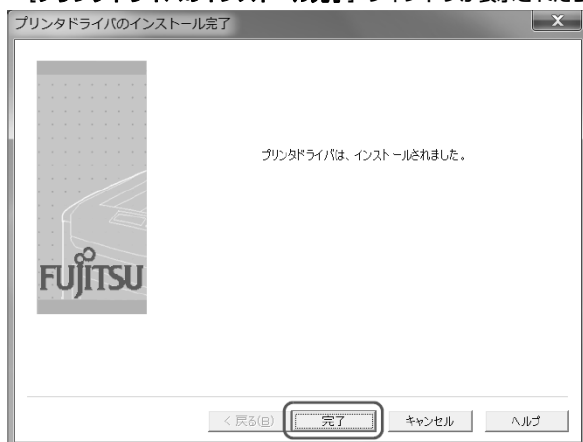 プリンタドライバのインストール完了
X
プリンタドライバは、インストールされました。
FUJITSU
< 戻る(B)
完了
キャンセル
ヘルプ